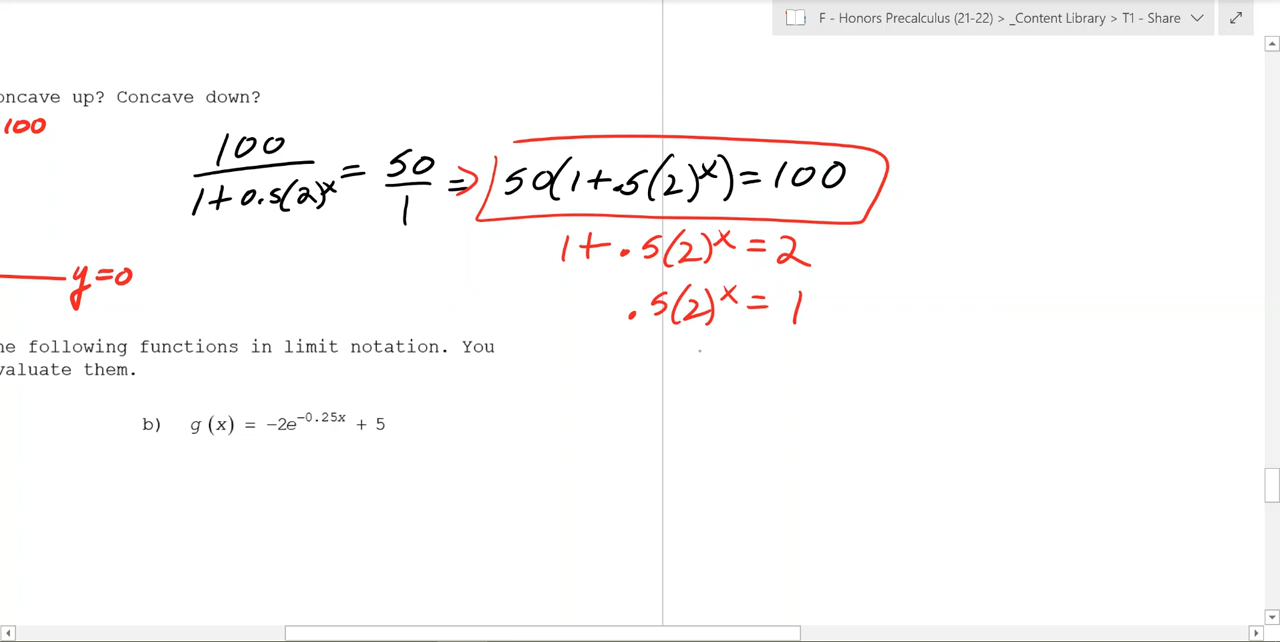 F - Honors Precalculus (21-22) > _Content Library > T1 - Share
oncave up? Concave down?
100
100/(1+0.5(2)^x) = 50/1 => 50(1+.5(2)^x) = 100
1+.5(2)^x = 2
y=0
.5(2)^x = 1
he following functions in limit notation. You
valuate them.
b) g(x) = -2e^(-0.25x) + 5